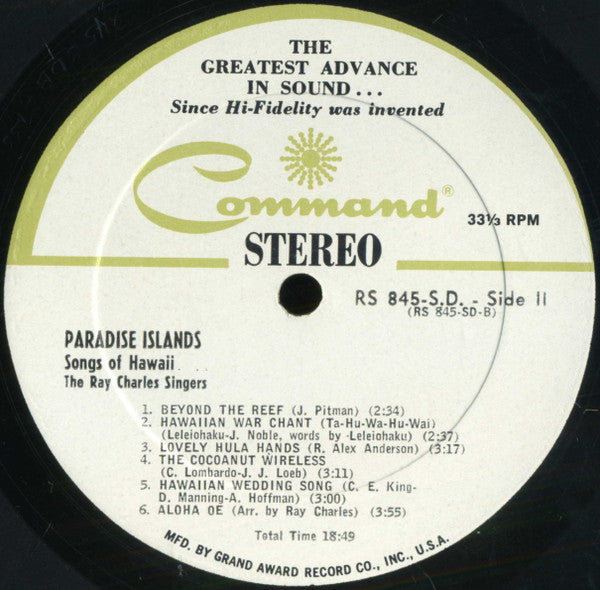 THE
GREATEST ADVANCE
IN SOUND...
Since Hi-Fidelity was invented
Command®
33⅓ RPM
STEREO
RS 845-S.D. - Side II
(RS 845-SD-B)
PARADISE ISLANDS
Songs of Hawaii
The Ray Charles Singers
1. BEYOND THE REEF (J. Pitman) (2:34)
2. HAWAIIAN WAR CHANT (Ta-Hu-Wa-Hu-Wai)
(Leleiohaku-J. Noble, words by Leleiohaku) (2:37)
3. LOVELY HULA HANDS (R. Alex Anderson) (3:17)
4. THE COCOANUT WIRELESS
(C. Lombardo-J. J. Loeb) (3:11)
5. HAWAIIAN WEDDING SONG (C. E. King-
D. Manning-A. Hoffman) (3:00)
6. ALOHA OE (Arr. by Ray Charles) (3:55)
Total Time 18:49
MFD. BY GRAND AWARD RECORD CO., INC., U.S.A.